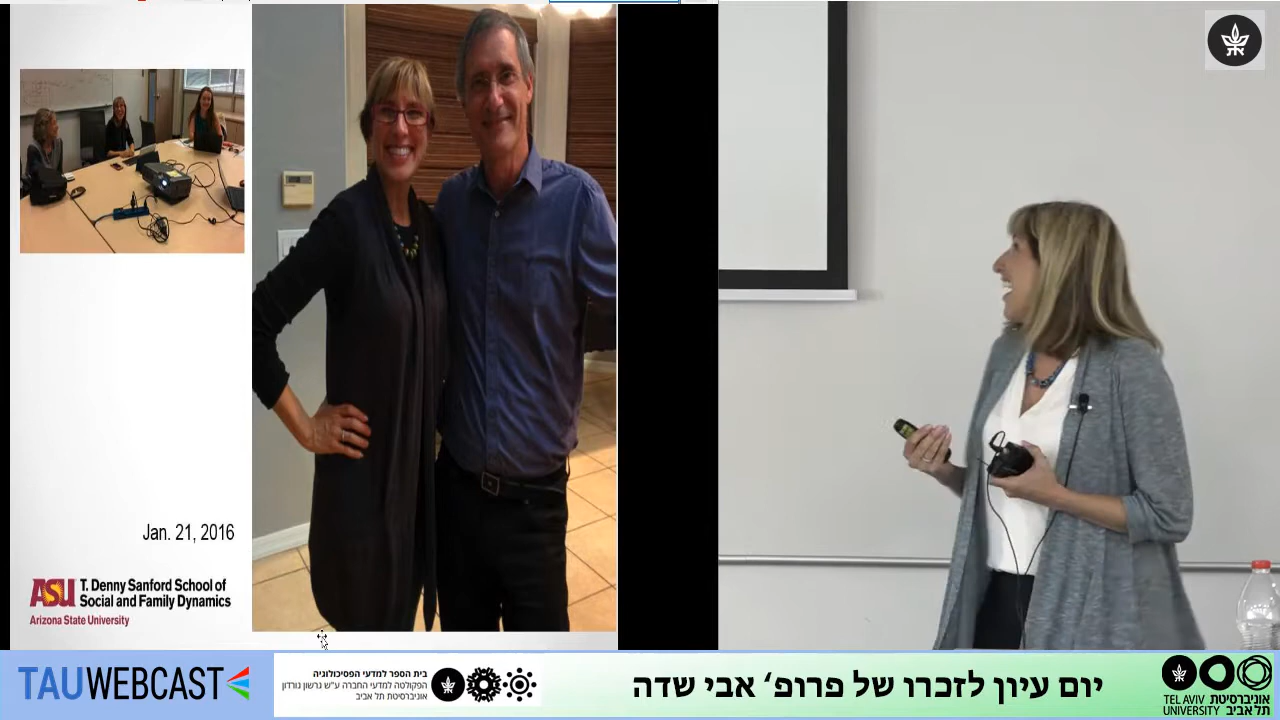 Jan. 21, 2016
ASU T. Denny Sanford School of
Social and Family Dynamics
Arizona State University
TAUWEBCAST
בית הספר למדעי הפסיכולוגיה
הפקולטה למדעי החברה ע"ש גרשון גורדון
אוניברסיטת תל אביב
יום עיון לזכרו של פרופ' אבי שדה
TEL AVIV אוניברסיטת
UNIVERSITY תל אביב